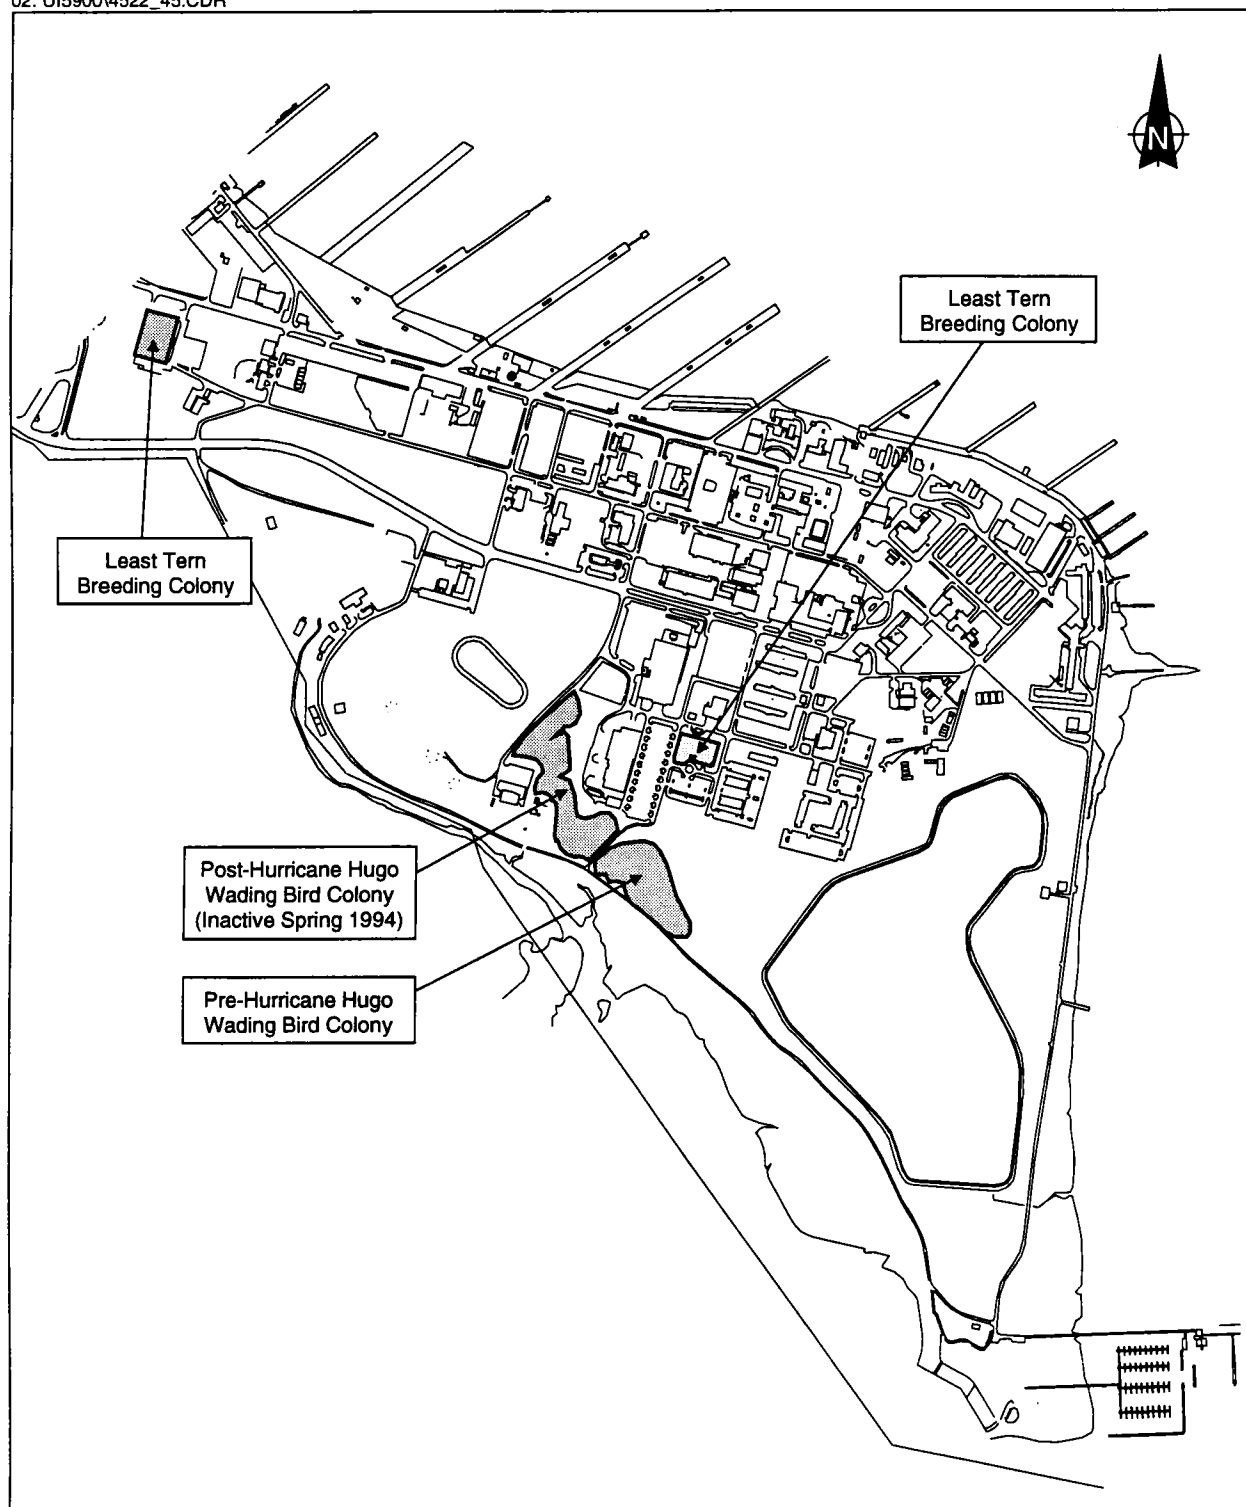 02. UI5900\4522_45.CDR
N
Least Tern
Breeding Colony
Least Tern
Breeding Colony
Post-Hurricane Hugo
Wading Bird Colony
(Inactive Spring 1994)
Pre-Hurricane Hugo
Wading Bird Colony